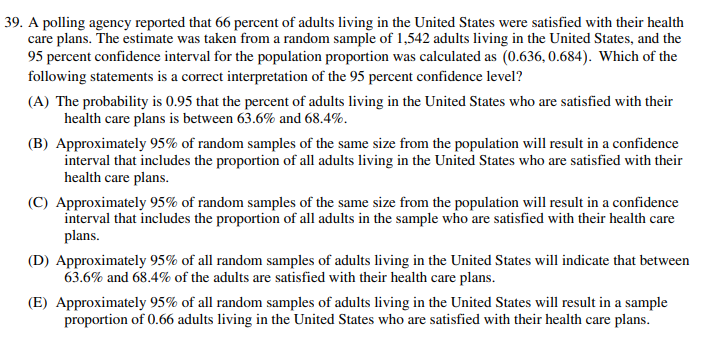 39. A polling agency reported that 66 percent of adults living in the United States were satisfied with their health
care plans. The estimate was taken from a random sample of 1,542 adults living in the United States, and the
95 percent confidence interval for the population proportion was calculated as (0.636, 0.684). Which of the
following statements is a correct interpretation of the 95 percent confidence level?
(A) The probability is 0.95 that the percent of adults living in the United States who are satisfied with their
health care plans is between 63.6% and 68.4%.
(B) Approximately 95% of random samples of the same size from the population will result in a confidence
interval that includes the proportion of all adults living in the United States who are satisfied with their
health care plans.
(C) Approximately 95% of random samples of the same size from the population will result in a confidence
interval that includes the proportion of all adults in the sample who are satisfied with their health care
plans.
(D) Approximately 95% of all random samples of adults living in the United States will indicate that between
63.6% and 68.4% of the adults are satisfied with their health care plans.
(E) Approximately 95% of all random samples of adults living in the United States will result in a sample
proportion of 0.66 adults living in the United States who are satisfied with their health care plans.